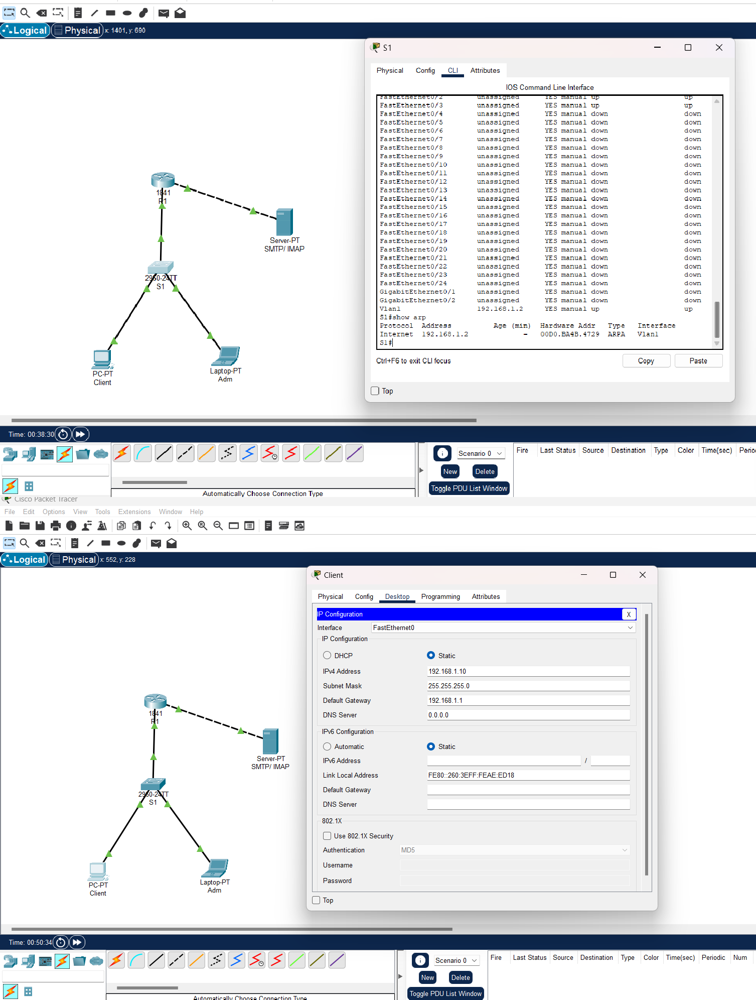 Logical Physical x: 1401, y: 690
S1
Physical Config CLI Attributes
IOS Command Line Interface
FastEthernet0/2 unassigned YES manual up up
FastEthernet0/3 unassigned YES manual up up
FastEthernet0/4 unassigned YES manual down down
FastEthernet0/5 unassigned YES manual down down
FastEthernet0/6 unassigned YES manual down down
FastEthernet0/7 unassigned YES manual down down
FastEthernet0/8 unassigned YES manual down down
FastEthernet0/9 unassigned YES manual down down
FastEthernet0/10 unassigned YES manual down down
FastEthernet0/11 unassigned YES manual down down
FastEthernet0/12 unassigned YES manual down down
FastEthernet0/13 unassigned YES manual down down
FastEthernet0/14 unassigned YES manual down down
FastEthernet0/15 unassigned YES manual down down
FastEthernet0/16 unassigned YES manual down down
FastEthernet0/17 unassigned YES manual down down
FastEthernet0/18 unassigned YES manual down down
FastEthernet0/19 unassigned YES manual down down
FastEthernet0/20 unassigned YES manual down down
FastEthernet0/21 unassigned YES manual down down
FastEthernet0/22 unassigned YES manual down down
FastEthernet0/23 unassigned YES manual down down
FastEthernet0/24 unassigned YES manual down down
GigabitEthernet0/1 unassigned YES manual down down
GigabitEthernet0/2 unassigned YES manual down down
Vlan1 192.168.1.2 YES manual up up
S1#show arp
Protocol Address Age (min) Hardware Addr Type Interface
Internet 192.168.1.2 - 00D0.BA4B.4729 ARPA Vlan1
S1#
Ctrl+F6 to exit CLI focus
Copy Paste
Top
1841
R1
Server-PT
SMTP/ IMAP
2960-24TT
S1
PC-PT
Client
Laptop-PT
Adm
Time: 00:38:30
Scenario 0
New Delete
Toggle PDU List Window
Fire Last Status Source Destination Type Color Time(sec) Perio
Automatically Choose Connection Type
Cisco Packet Tracer
File Edit Options View Tools Extensions Window Help
Logical Physical x: 552, y: 228
Client
Physical Config Desktop Programming Attributes
IP Configuration X
Interface FastEthernet0
IP Configuration
DHCP Static
IPv4 Address 192.168.1.10
Subnet Mask 255.255.255.0
Default Gateway 192.168.1.1
DNS Server 0.0.0.0
IPv6 Configuration
Automatic Static
IPv6 Address /
Link Local Address FE80::260:3EFF:FEAE:ED18
Default Gateway
DNS Server
802.1X
Use 802.1X Security
Authentication MD5
Username
Password
Top
1841
R1
Server-PT
SMTP/ IMAP
2960-24TT
S1
PC-PT
Client
Laptop-PT
Adm
Time: 00:50:34
Scenario 0
New Delete
Toggle PDU List Window
Fire Last Status Source Destination Type Color Time(sec) Periodic Num
Automatically Choose Connection Type